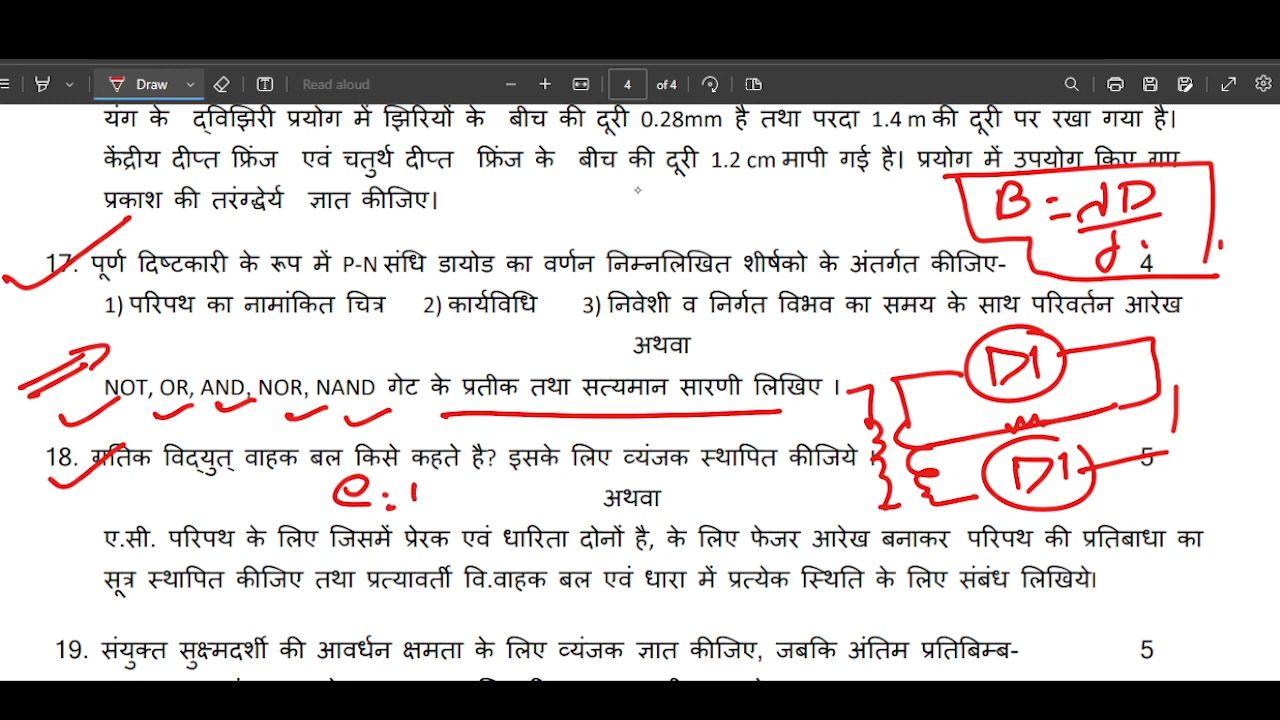 Draw
Read aloud
4 of 4
यंग के द्विझिरी प्रयोग में झिरियों के बीच की दूरी 0.28mm है तथा परदा 1.4 m की दूरी पर रखा गया है।
केंद्रीय दीप्त फ्रिंज एवं चतुर्थ दीप्त फ्रिंज के बीच की दूरी 1.2 cm मापी गई है। प्रयोग में उपयोग किए गए
प्रकाश की तरंग्द्धेर्य ज्ञात कीजिए।
B = λD
d
17. पूर्ण दिष्टकारी के रूप में P-N संधि डायोड का वर्णन निम्नलिखित शीर्षको के अंतर्गत कीजिए- 4
1) परिपथ का नामांकित चित्र 2) कार्यविधि 3) निवेशी व निर्गत विभव का समय के साथ परिवर्तन आरेख
अथवा
NOT, OR, AND, NOR, NAND गेट के प्रतीक तथा सत्यमान सारणी लिखिए ।
18. गतिक विद्युत् वाहक बल किसे कहते है? इसके लिए व्यंजक स्थापित कीजिये । 5
अथवा
ए.सी. परिपथ के लिए जिसमें प्रेरक एवं धारिता दोनों है, के लिए फेजर आरेख बनाकर परिपथ की प्रतिबाधा का
सूत्र स्थापित कीजिए तथा प्रत्यावर्ती वि.वाहक बल एवं धारा में प्रत्येक स्थिति के लिए संबंध लिखिये।
19. संयुक्त सुक्ष्मदर्शी की आवर्धन क्षमता के लिए व्यंजक ज्ञात कीजिए, जबकि अंतिम प्रतिबिम्ब- 5